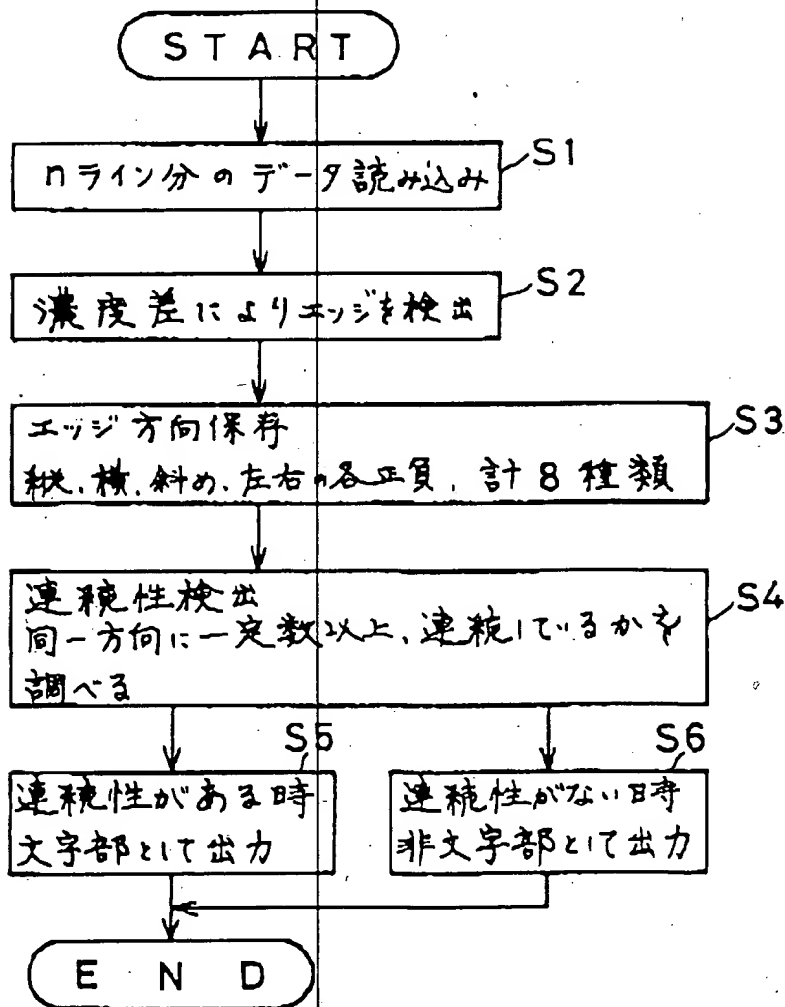 START
S1
nライン分のデータ読み込み
S2
濃度差によりエッジを検出
S3
エッジ方向保存
縦、横、斜め、左右の各正負、計8種類
S4
連続性検出
同一方向に一定数以上、連続しているかを
調べる
S5
連続性がある時
文字部として出力
S6
連続性がない時
非文字部として出力
END